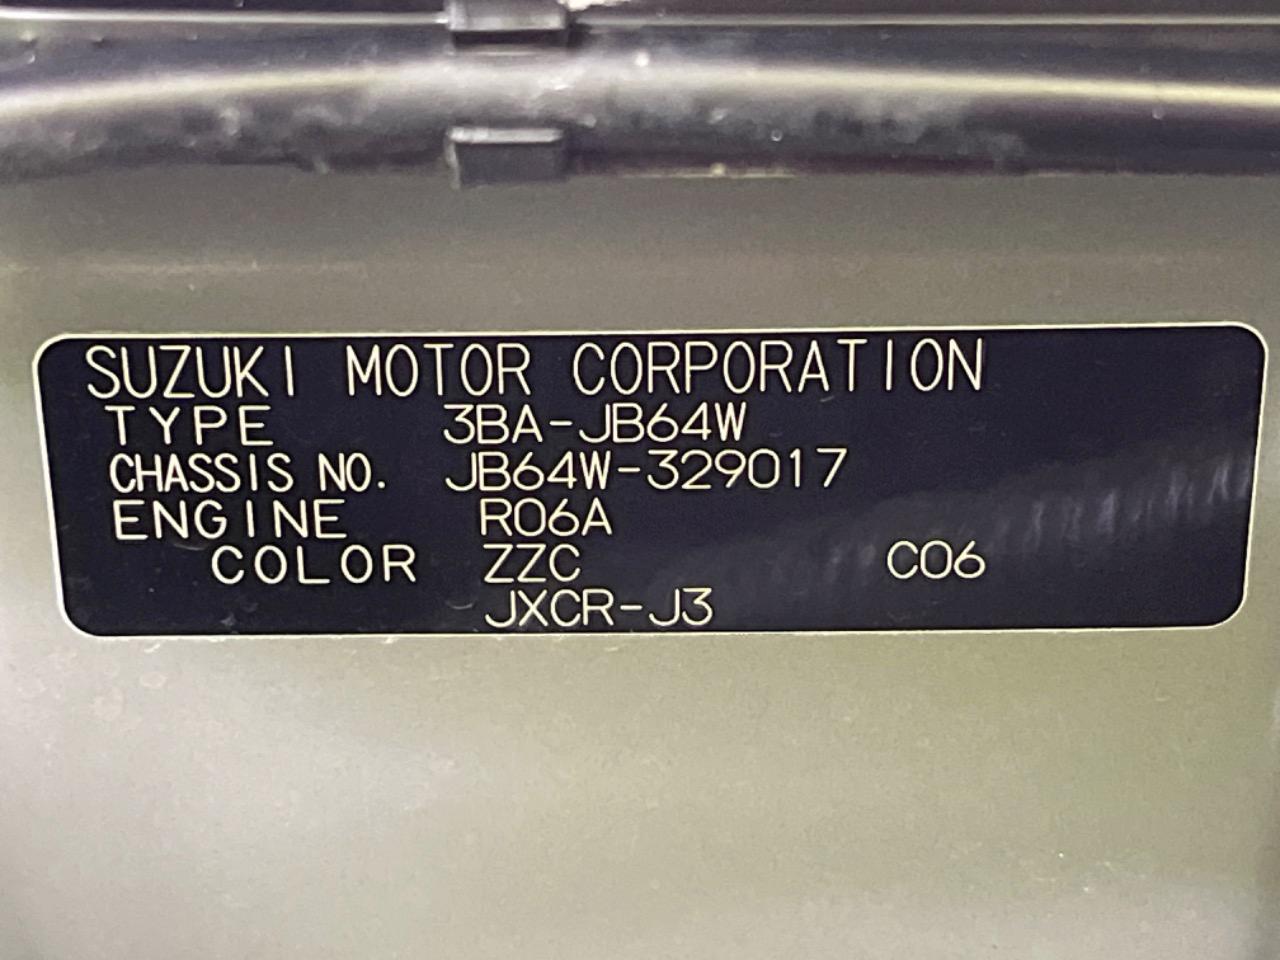 SUZUKI MOTOR CORPORATION
TYPE 3BA-JB64W
CHASSIS NO. JB64W-329017
ENGINE R06A
COLOR ZZC C06
JXCR-J3